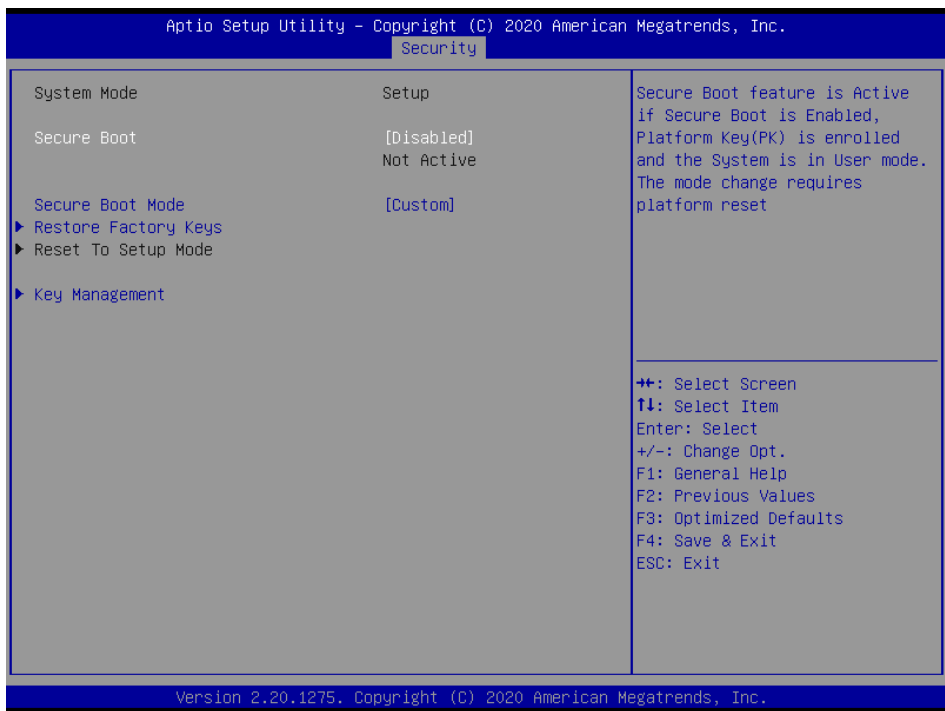 Aptio Setup Utility – Copyright (C) 2020 American Megatrends, Inc.
Security
System Mode Setup
Secure Boot [Disabled]
Not Active
Secure Boot Mode [Custom]
▶ Restore Factory Keys
▶ Reset To Setup Mode
▶ Key Management
Secure Boot feature is Active
if Secure Boot is Enabled,
Platform Key(PK) is enrolled
and the System is in User mode.
The mode change requires
platform reset
→←: Select Screen
↑↓: Select Item
Enter: Select
+/-: Change Opt.
F1: General Help
F2: Previous Values
F3: Optimized Defaults
F4: Save & Exit
ESC: Exit
Version 2.20.1275. Copyright (C) 2020 American Megatrends, Inc.